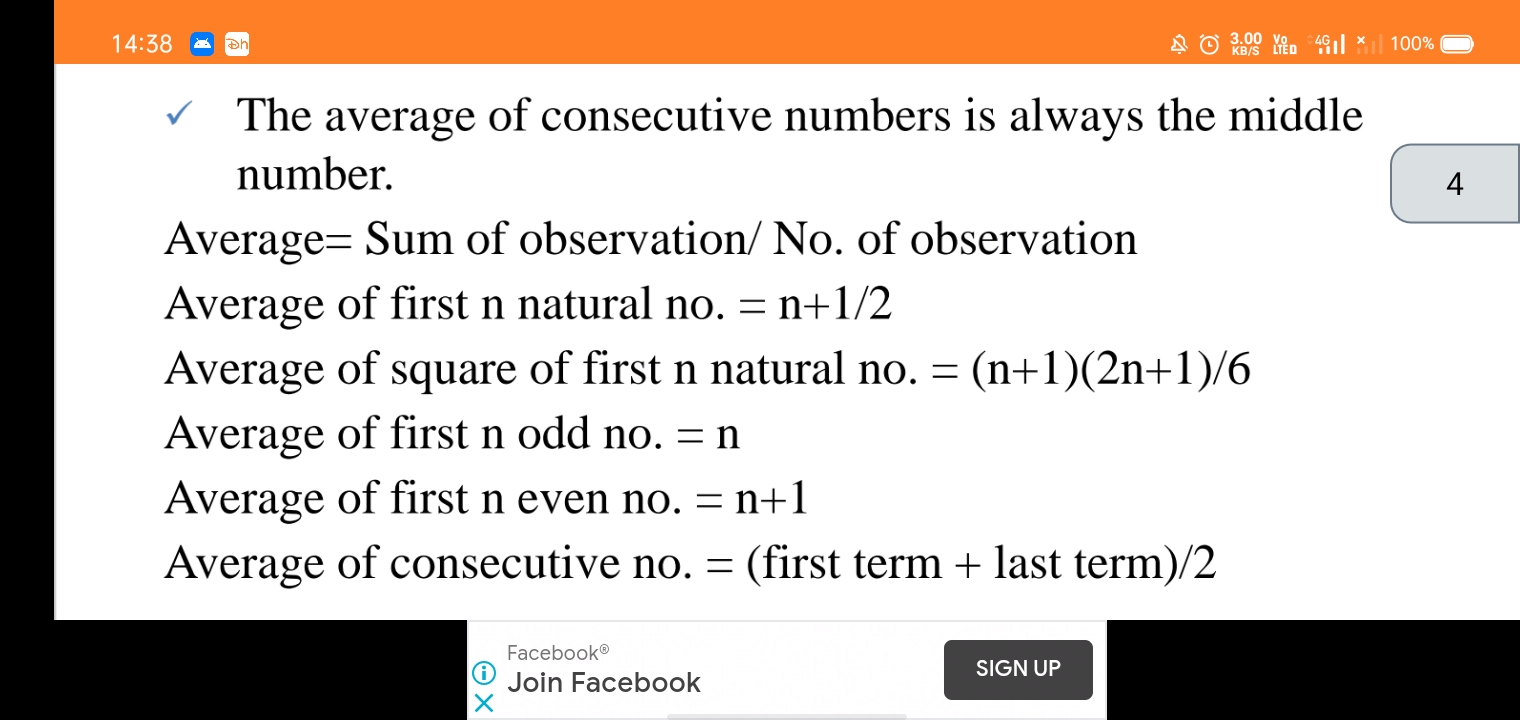 14:38 Dh 3.00 KB/S Vo LTE 4G x 100%
✓ The average of consecutive numbers is always the middle
number.
4
Average= Sum of observation/ No. of observation
Average of first n natural no. = n+1/2
Average of square of first n natural no. = (n+1)(2n+1)/6
Average of first n odd no. = n
Average of first n even no. = n+1
Average of consecutive no. = (first term + last term)/2
Facebook®
Join Facebook
SIGN UP